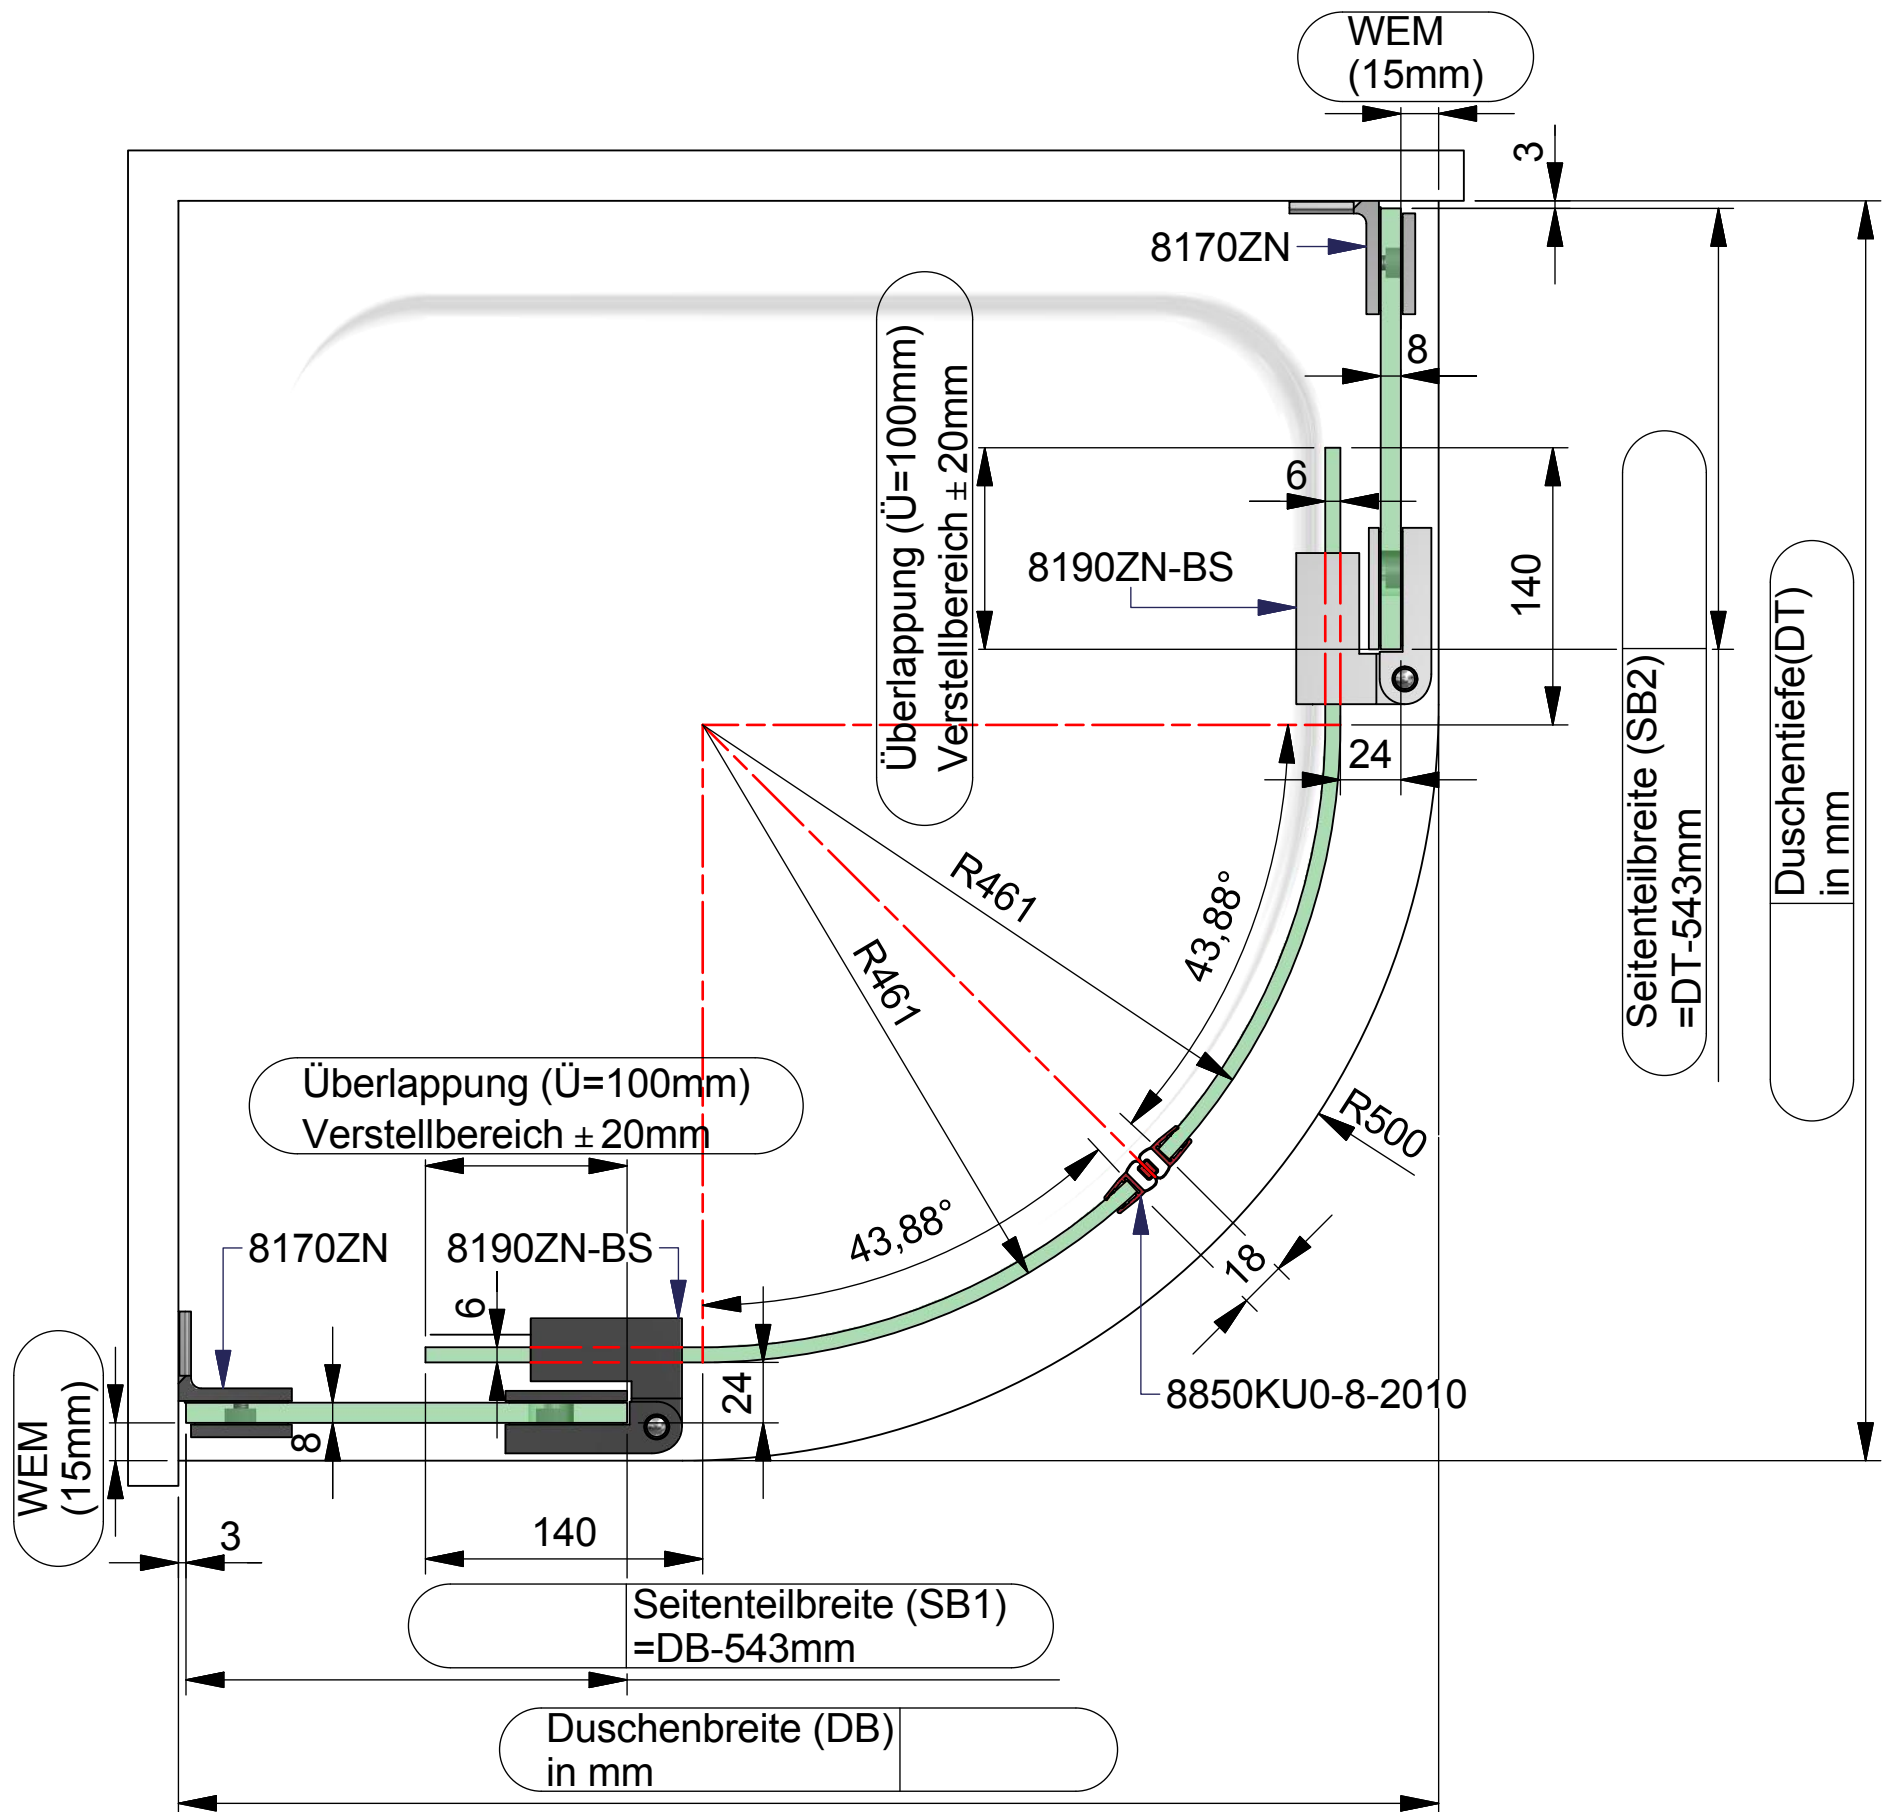 WEM
(15mm)
3
8170ZN
8
Überlappung (Ü=100mm)
Verstellbereich ± 20mm
6
8190ZN-BS
140
24
Seitenteilbreite (SB2)
=DT-543mm
Duschentiefe(DT)
in mm
R461
43,88°
R461
R500
Überlappung (Ü=100mm)
Verstellbereich ± 20mm
43,88°
18
8170ZN
8190ZN-BS
6
24
8850KU0-8-2010
WEM
(15mm)
8
3
140
Seitenteilbreite (SB1)
=DB-543mm
Duschenbreite (DB)
in mm